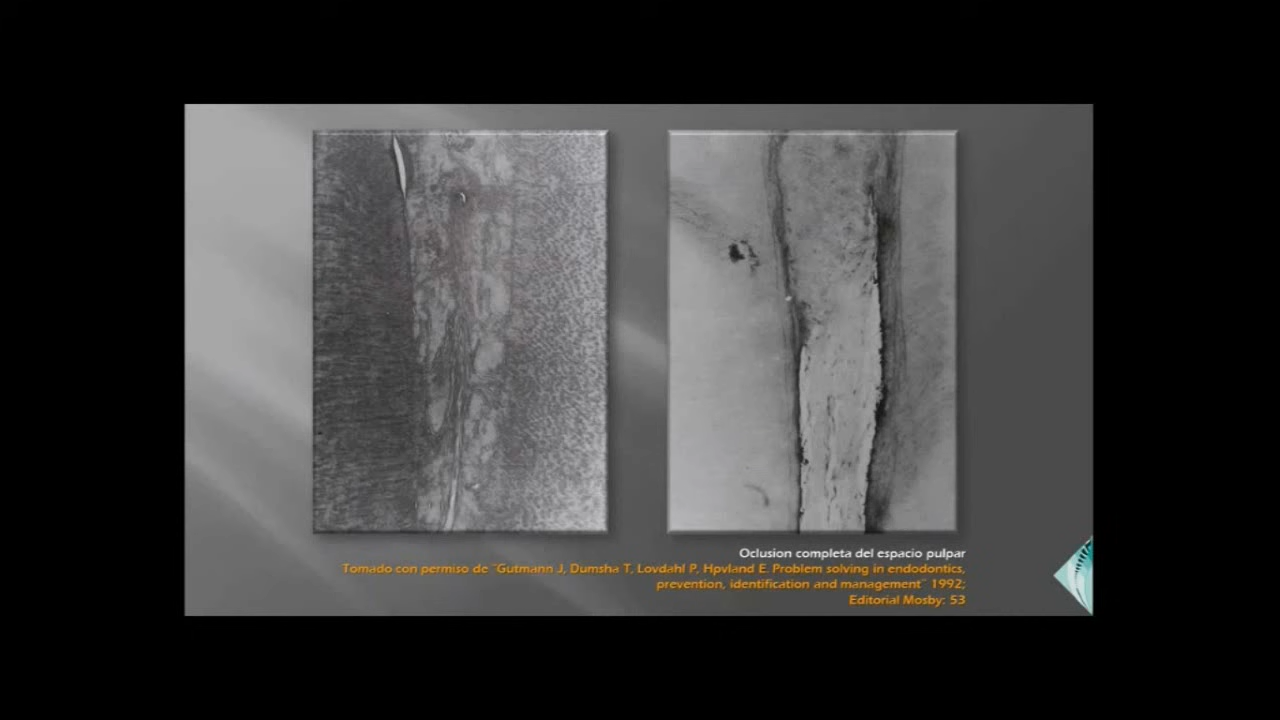 Oclusion completa del espacio pulpar
Tomado con permiso de "Gutmann J, Dumsha T, Lovdahl P, Hpvland E. Problem solving in endodontics,
prevention, identification and management" 1992;
Editorial Mosby: 53